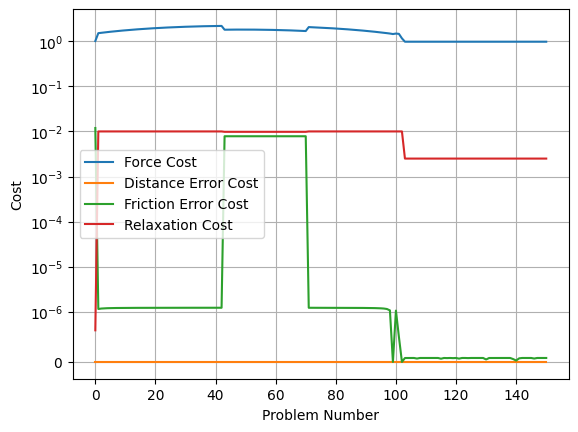 Cost
10⁰
10⁻¹
10⁻²
10⁻³
10⁻⁴
10⁻⁵
10⁻⁶
0
Force Cost
Distance Error Cost
Friction Error Cost
Relaxation Cost
0 20 40 60 80 100 120 140
Problem Number